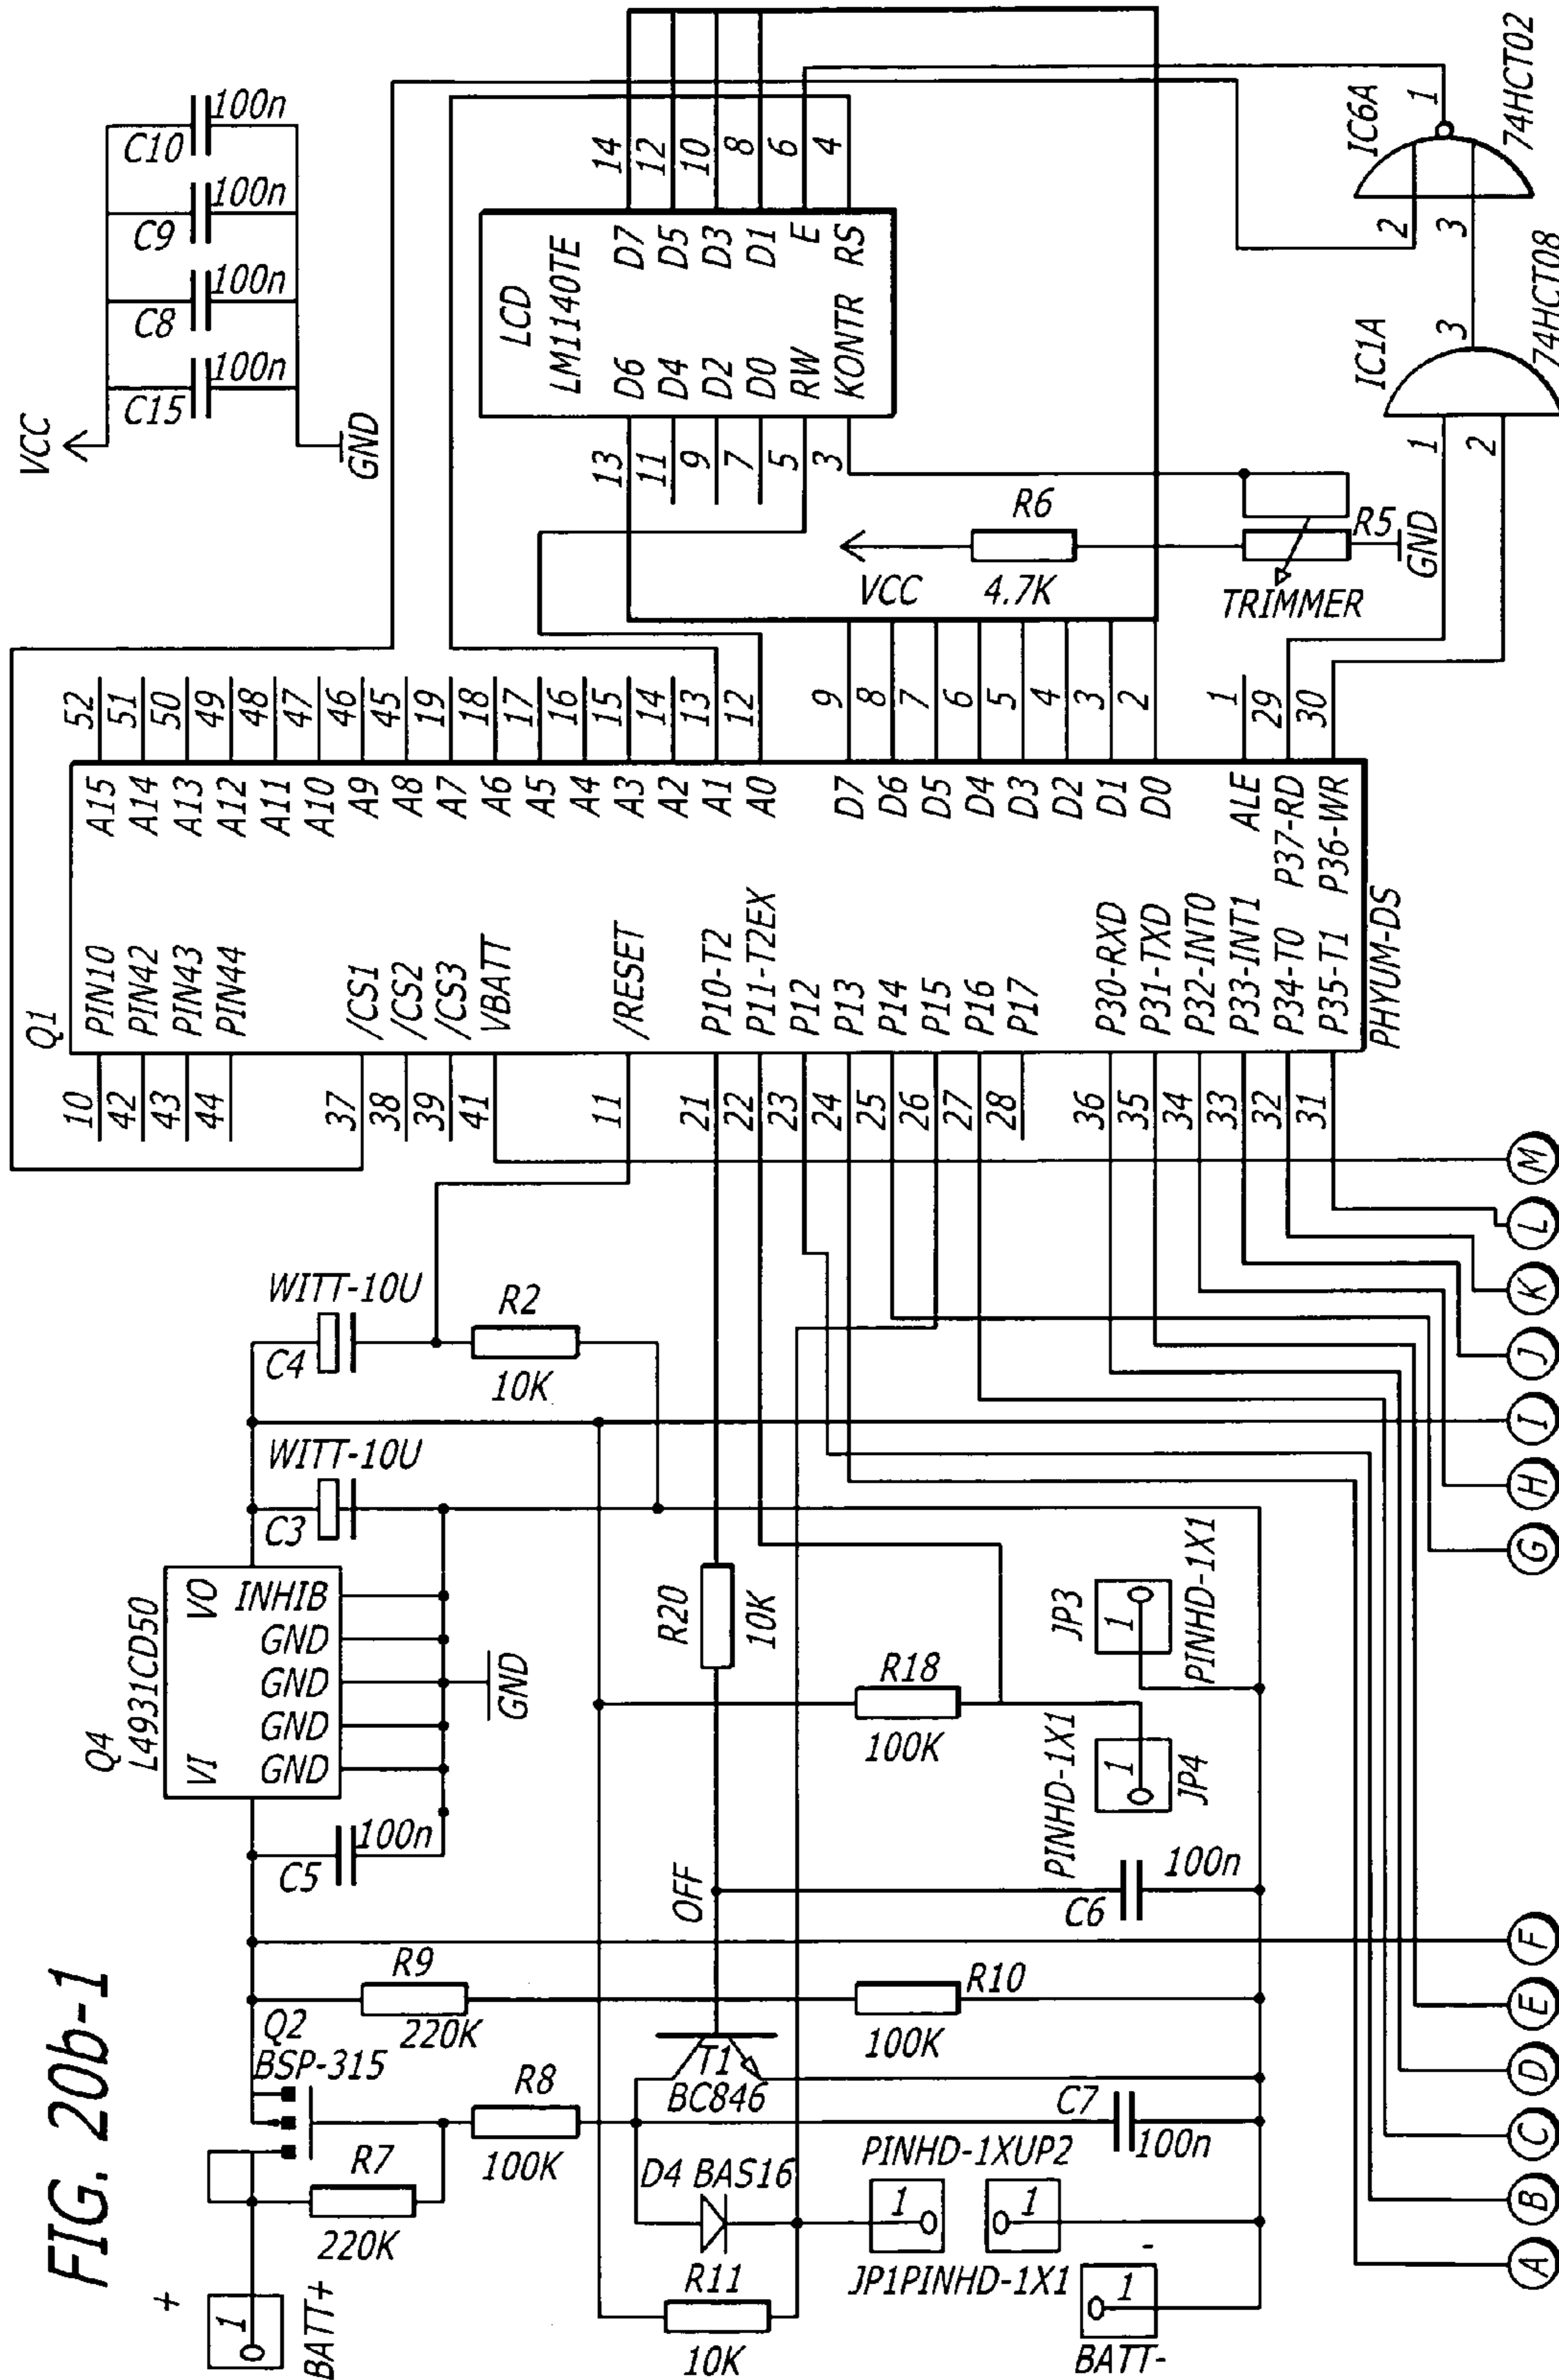 FIG. 20b-1
+
1
BATT+
R7
220K
Q2
BSP-315
R8
100K
R9
220K
R10
100K
T1
BC846
OFF
D4 BAS16
R11
10K
C7
100n
PINHD-1XUP2
1
1
JP1PINHD-1X1
-
1
BATT-
C6
100n
C5
100n
Q4
L4931CD50
VI
VO
INHIB
GND
GND
GND
GND
GND
C3
WITT-10U
C4
WITT-10U
R2
10K
R20
10K
R18
100K
PINHD-1X1
1
JP4
JP3
1
PINHD-1X1
Q1
10 PIN10
42 PIN42
43 PIN43
44 PIN44
37 /CS1
38 /CS2
39 /CS3
41 VBATT
11 /RESET
21 P10-T2
22 P11-T2EX
23 P12
24 P13
25 P14
26 P15
27 P16
28 P17
36 P30-RXD
35 P31-TXD
34 P32-INT0
33 P33-INT1
32 P34-T0
31 P35-T1
A15 52
A14 51
A13 50
A12 49
A11 48
A10 47
A9 46
A8 45
A7 19
A6 18
A5 17
A4 16
A3 15
A2 14
A1 13
A0 12
D7 9
D6 8
D5 7
D4 6
D3 5
D2 4
D1 3
D0 2
ALE 1
P37-RD 29
P36-WR 30
PHYUM-DS
VCC
GND
C15
100n
C8
100n
C9
100n
C10
100n
LCD
LM1140TE
13 D6 D7 14
11 D4 D5 12
9 D2 D3 10
7 D0 D1 8
5 RW E 6
3 KONTR RS 4
VCC
R6
4.7K
R5
TRIMMER
GND
IC1A
1
2
3
74HCT08
IC6A
2
3
1
74HCT02
A
B
C
D
E
F
G
H
I
J
K
L
M